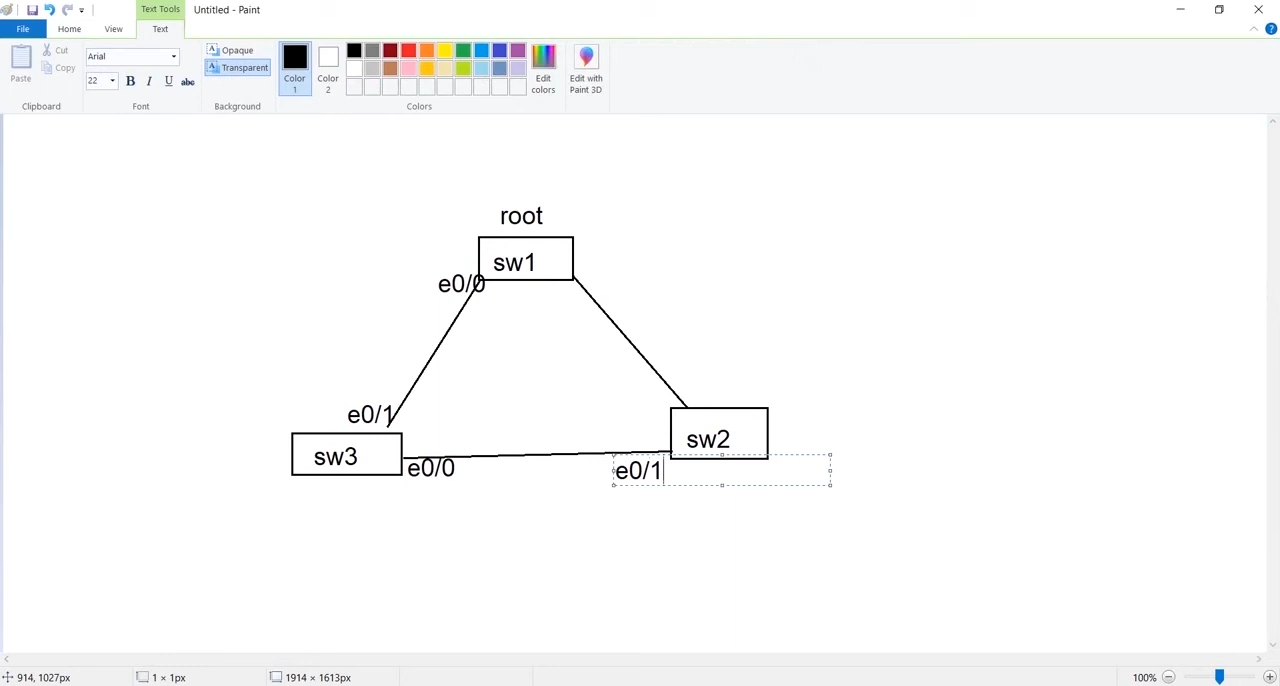 Text Tools
Untitled - Paint
File
Home
View
Text
Paste
Cut
Copy
Clipboard
Arial
22
B I U abc
Font
Opaque
Transparent
Background
Color 1
Color 2
Edit colors
Edit with Paint 3D
Colors
root
sw1
e0/0
e0/1
sw3
e0/0
sw2
e0/1
914, 1027px
1 × 1px
1914 × 1613px
100%